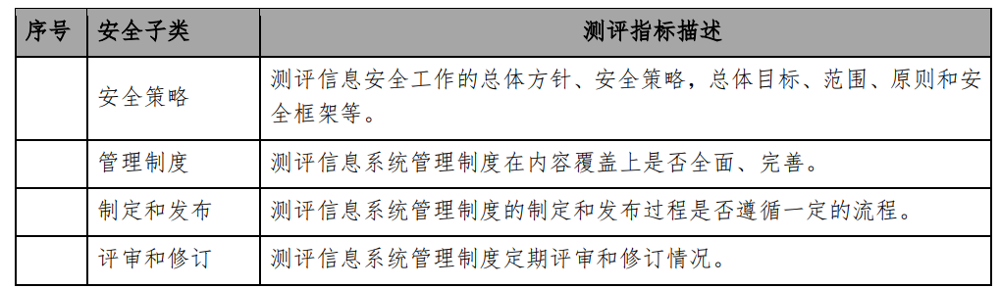 序号 安全子类 测评指标描述
安全策略 测评信息安全工作的总体方针、安全策略，总体目标、范围、原则和安
全框架等。
管理制度 测评信息系统管理制度在内容覆盖上是否全面、完善。
制定和发布 测评信息系统管理制度的制定和发布过程是否遵循一定的流程。
评审和修订 测评信息系统管理制度定期评审和修订情况。